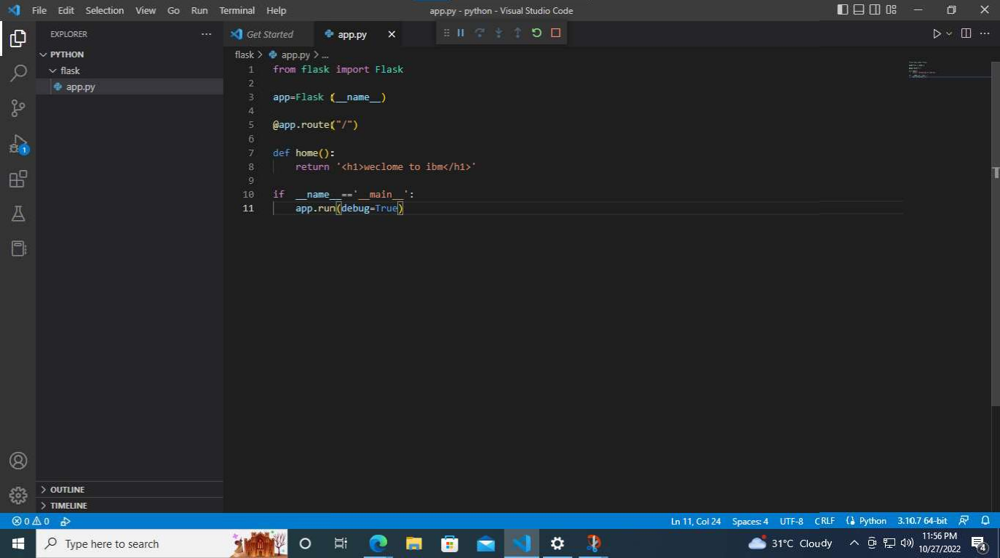 File Edit Selection View Go Run Terminal Help
app.py - python - Visual Studio Code
EXPLORER
Get Started
app.py
PYTHON
flask
app.py
flask > app.py > ...
1 from flask import Flask
2
3 app=Flask (__name__)
4
5 @app.route("/")
6
7 def home():
8 return '<h1>weclome to ibm</h1>'
9
10 if __name__=='__main__':
11 app.run(debug=True)
1
OUTLINE
TIMELINE
0 0
Ln 11, Col 24 Spaces: 4 UTF-8 CRLF Python 3.10.7 64-bit
Type here to search
31°C Cloudy
11:56 PM
10/27/2022
4